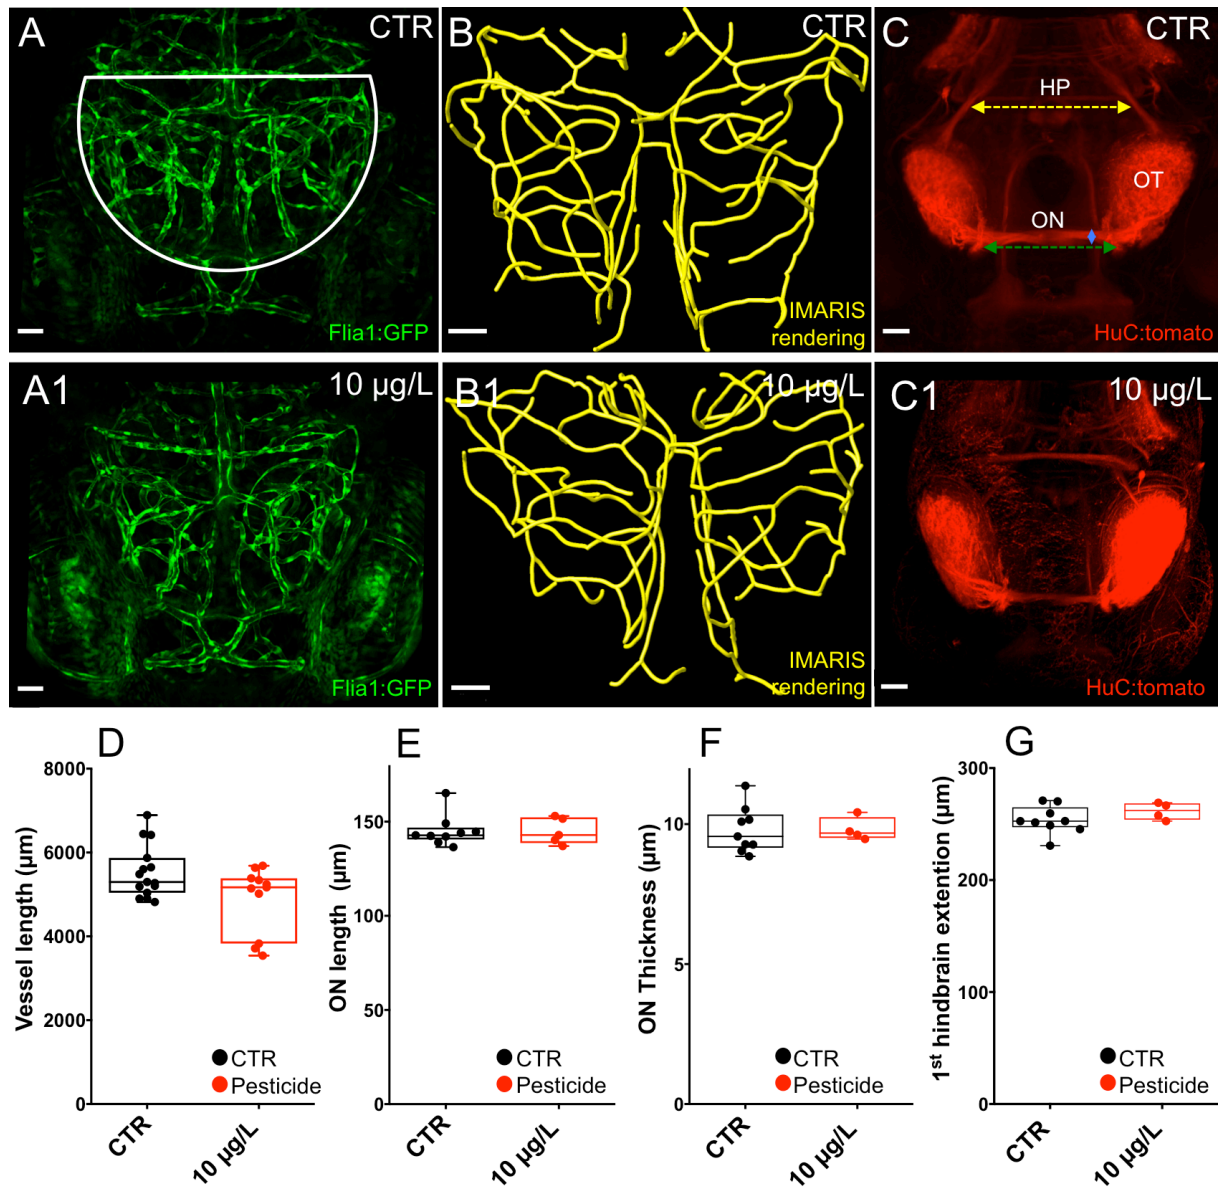 A
CTR
Flia1:GFP
B
CTR
IMARIS
rendering
C
CTR
HP
OT
ON
HuC:tomato
A1
10 µg/L
Flia1:GFP
B1
10 µg/L
IMARIS
rendering
C1
10 µg/L
HuC:tomato
D
Vessel length (µm)
8000
6000
4000
2000
0
CTR
Pesticide
CTR
10 µg/L
E
ON length (µm)
150
100
50
0
CTR
Pesticide
CTR
10 µg/L
F
ON Thickness (µm)
10
5
0
CTR
Pesticide
CTR
10 µg/L
G
1st hindbrain extention (µm)
300
250
200
100
0
CTR
Pesticide
CTR
10 µg/L